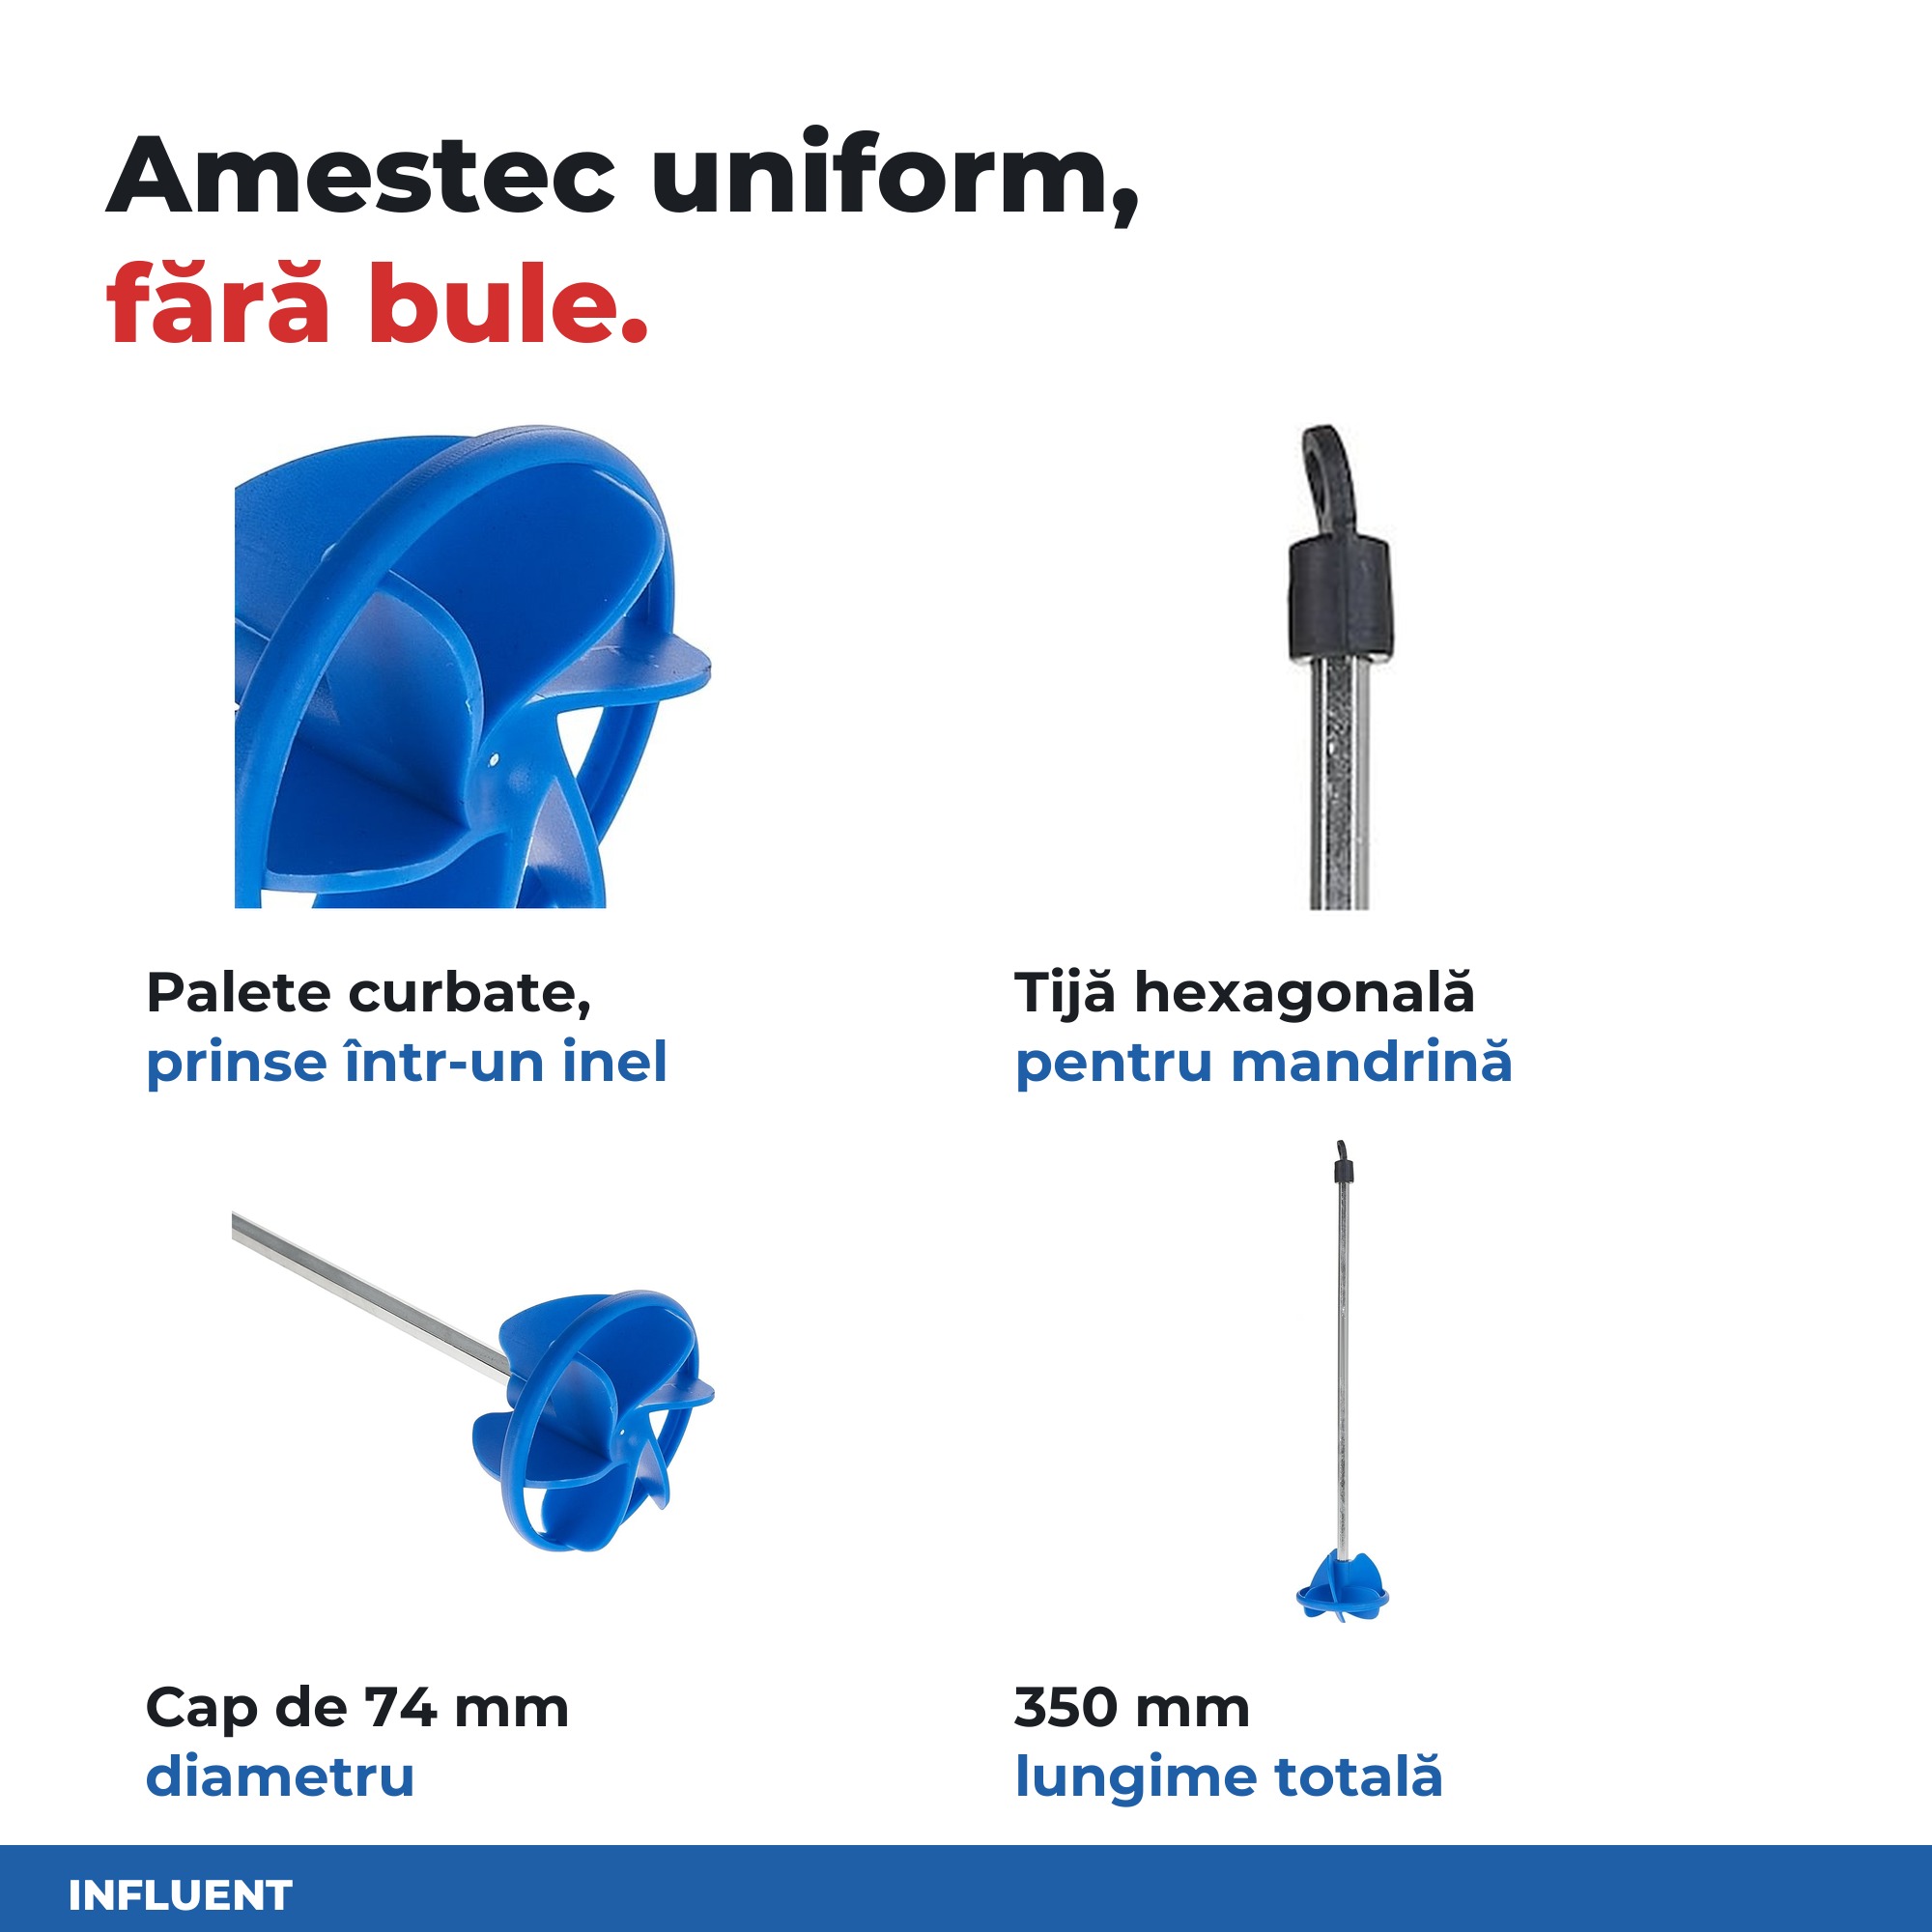 Amestec uniform,
fără bule.
Palete curbate,
prinse într-un inel
Tijă hexagonală
pentru mandrină
Cap de 74 mm
diametru
350 mm
lungime totală
INFLUENT